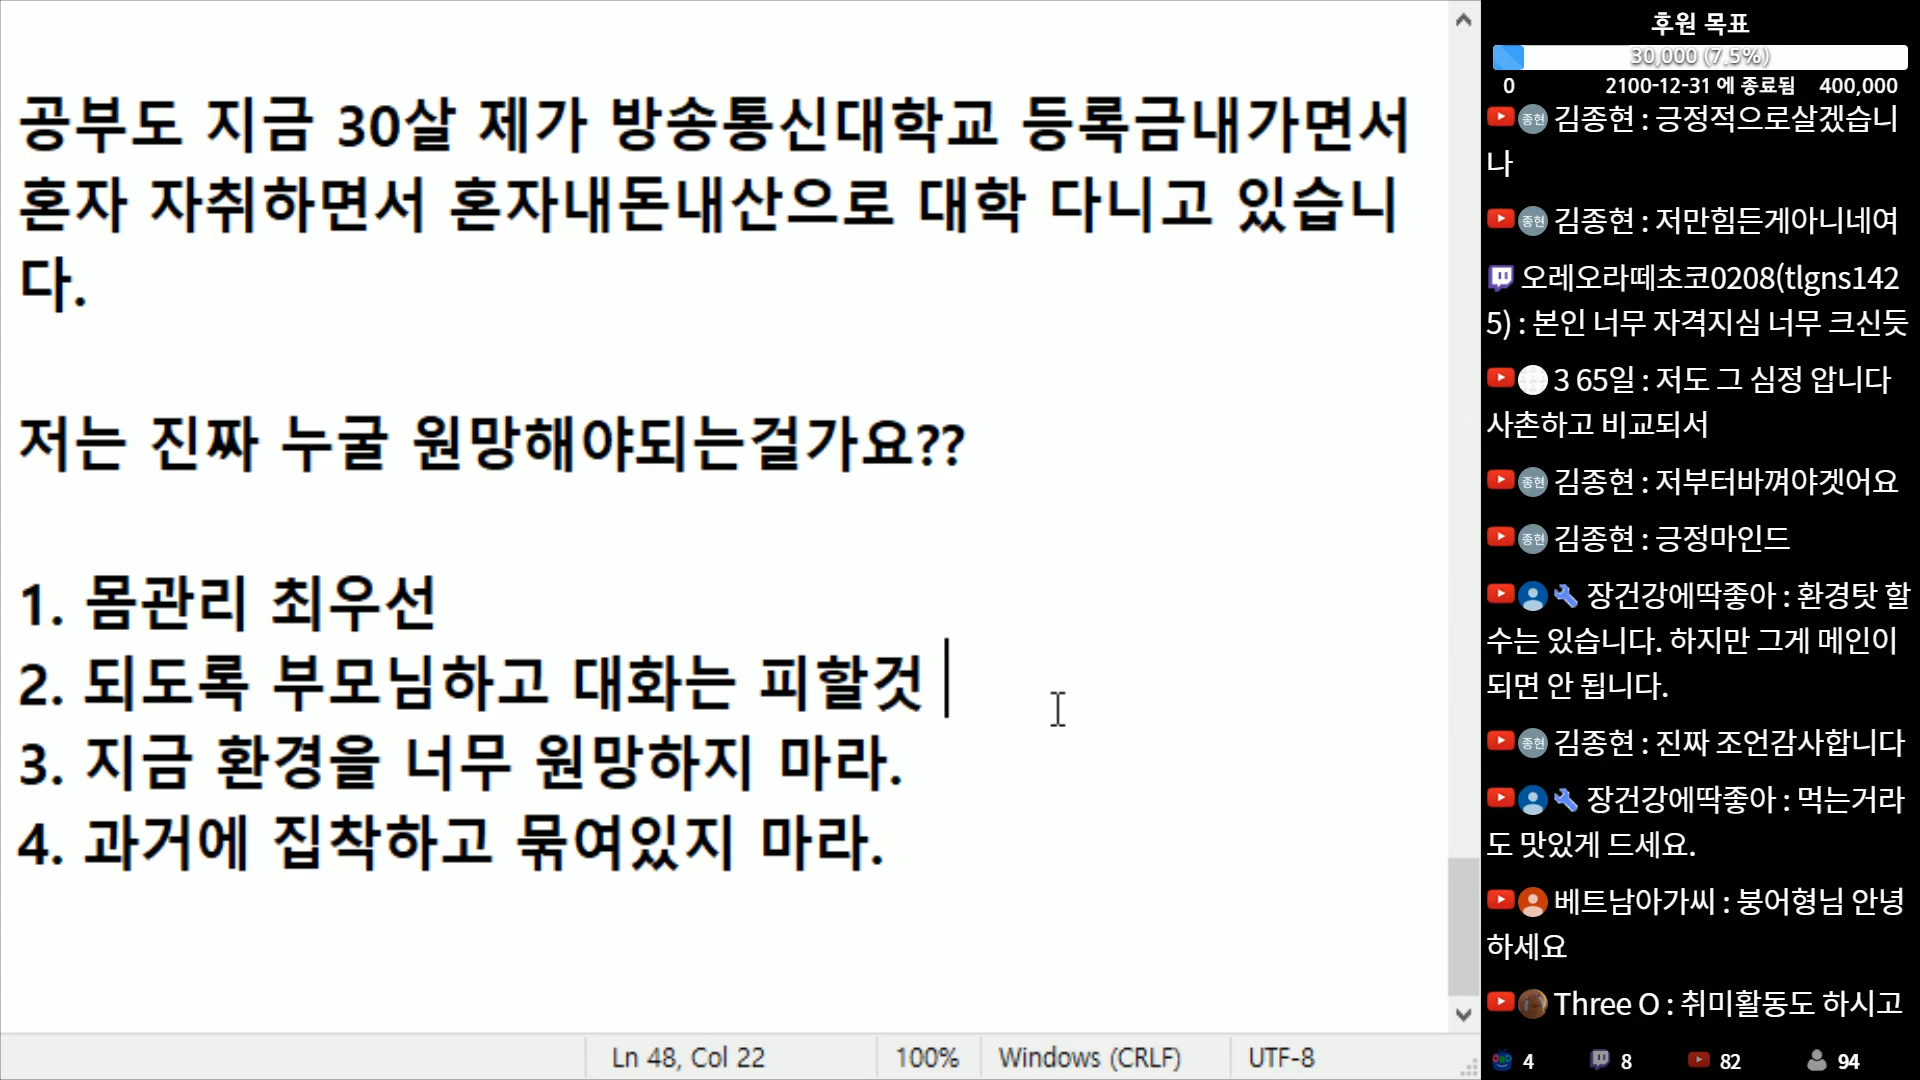 공부도 지금 30살 제가 방송통신대학교 등록금내가면서
혼자 자취하면서 혼자내돈내산으로 대학 다니고 있습니
다.
저는 진짜 누굴 원망해야되는걸가요??
1. 몸관리 최우선
2. 되도록 부모님하고 대화는 피할것
3. 지금 환경을 너무 원망하지 마라.
4. 과거에 집착하고 묶여있지 마라.
Ln 48, Col 22
100%
Windows (CRLF)
UTF-8
후원 목표
30,000 (7.5%)
0 2100-12-31 에 종료됨 400,000
종현 김종현 : 긍정적으로살겠습니
나
종현 김종현 : 저만힘든게아니네여
오레오라떼초코0208(tlgns142
5) : 본인 너무 자격지심 너무 크신듯
3 65일 : 저도 그 심정 압니다
사촌하고 비교되서
종현 김종현 : 저부터바껴야겟어요
종현 김종현 : 긍정마인드
장건강에딱좋아 : 환경탓 할
수는 있습니다. 하지만 그게 메인이
되면 안 됩니다.
종현 김종현 : 진짜 조언감사합니다
장건강에딱좋아 : 먹는거라
도 맛있게 드세요.
베트남아가씨 : 붕어형님 안녕
하세요
Three O : 취미활동도 하시고
4 8 82 94